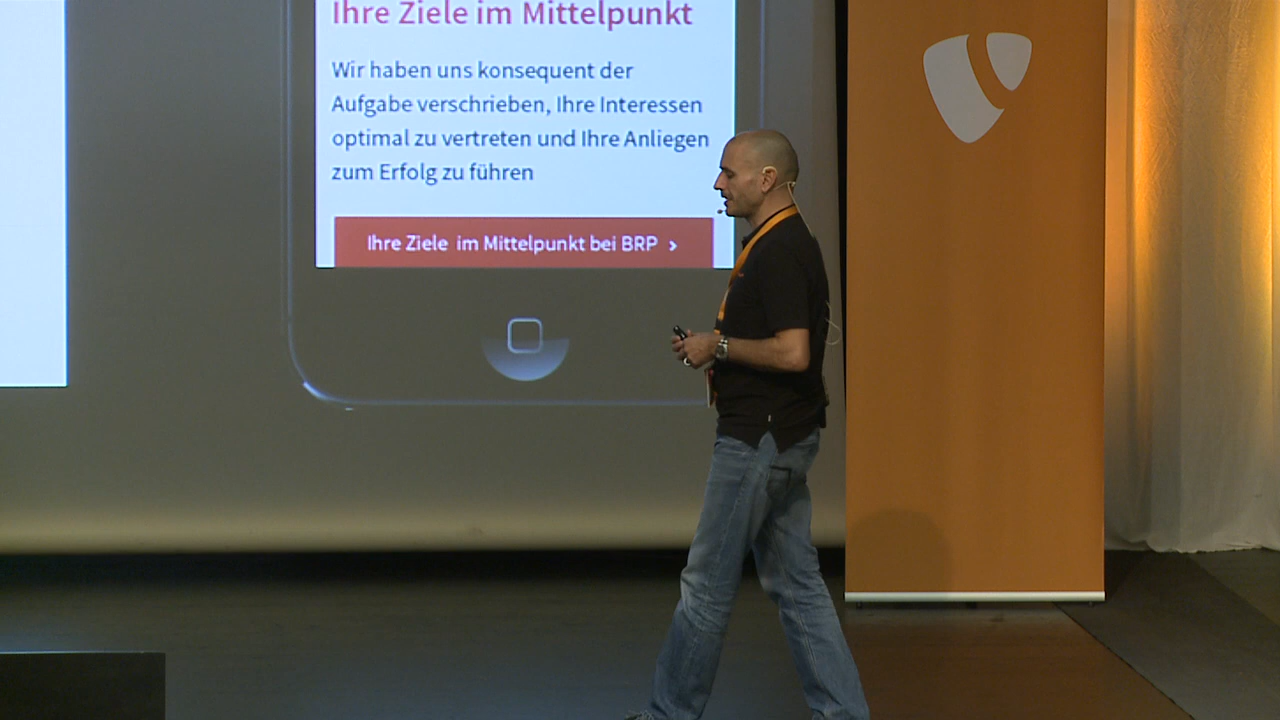 Ihre Ziele im Mittelpunkt
Wir haben uns konsequent der
Aufgabe verschrieben, Ihre Interessen
optimal zu vertreten und Ihre Anliegen
zum Erfolg zu führen
Ihre Ziele im Mittelpunkt bei BRP ›